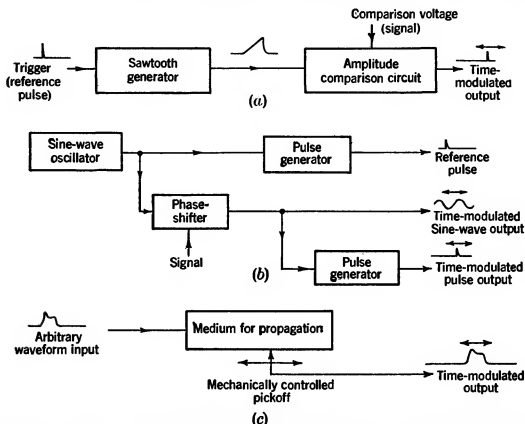 Comparison voltage
(signal)
Trigger
(reference
pulse)
Sawtooth
generator
Amplitude
comparison circuit
Time-
modulated
output
(a)
Sine-wave
oscillator
Pulse
generator
Reference
pulse
Phase-
shifter
Time-modulated
Sine-wave output
Signal
(b)
Pulse
generator
Time-modulated
pulse output
Arbitrary
waveform input
Medium for propagation
Mechanically controlled
pickoff
Time-modulated
output
(c)